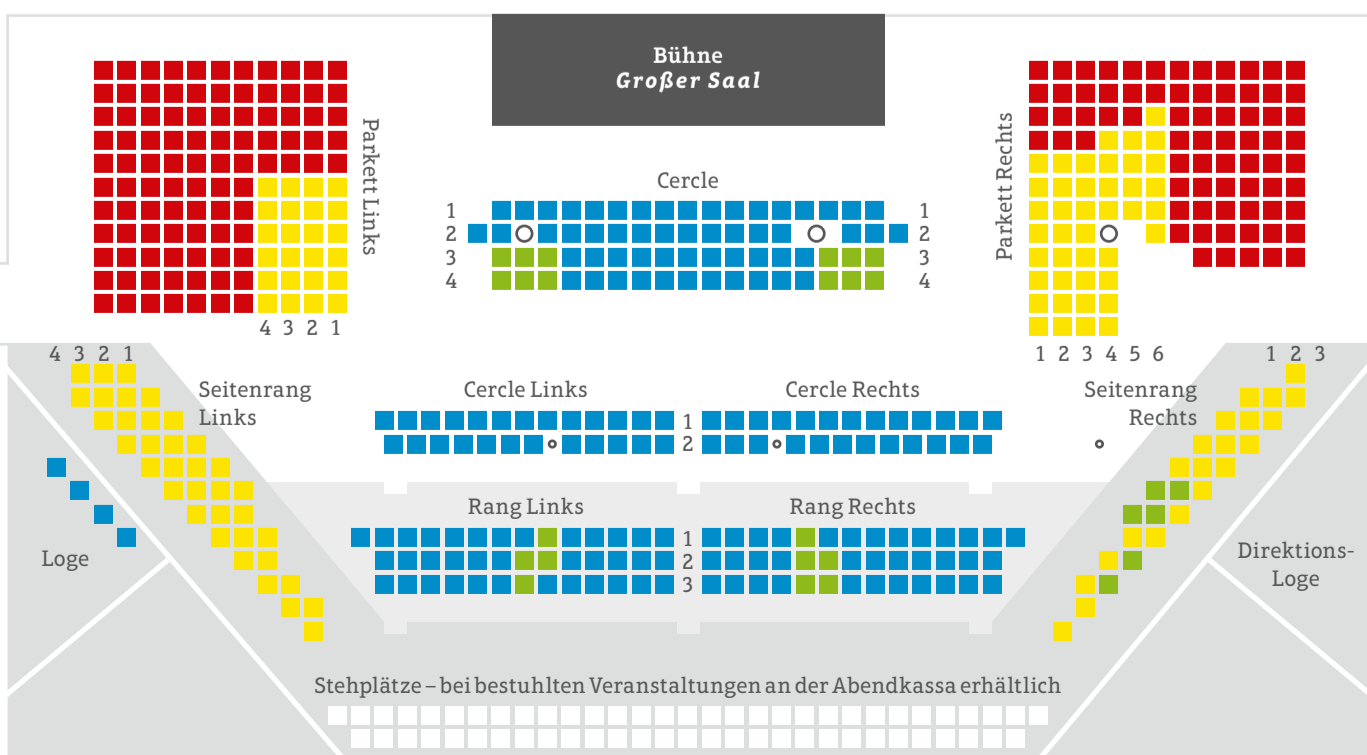 Bühne
Großer Saal
Parkett Links
Parkett Rechts
Cercle
1 1
2 2
3 3
4 4
4 3 2 1
1 2 3 4 5 6
4 3 2 1
1 2 3
Seitenrang
Links
Cercle Links
Cercle Rechts
Seitenrang
Rechts
1
2
Rang Links
Rang Rechts
1
2
3
Loge
Direktions-
Loge
Stehplätze – bei bestuhlten Veranstaltungen an der Abendkassa erhältlich